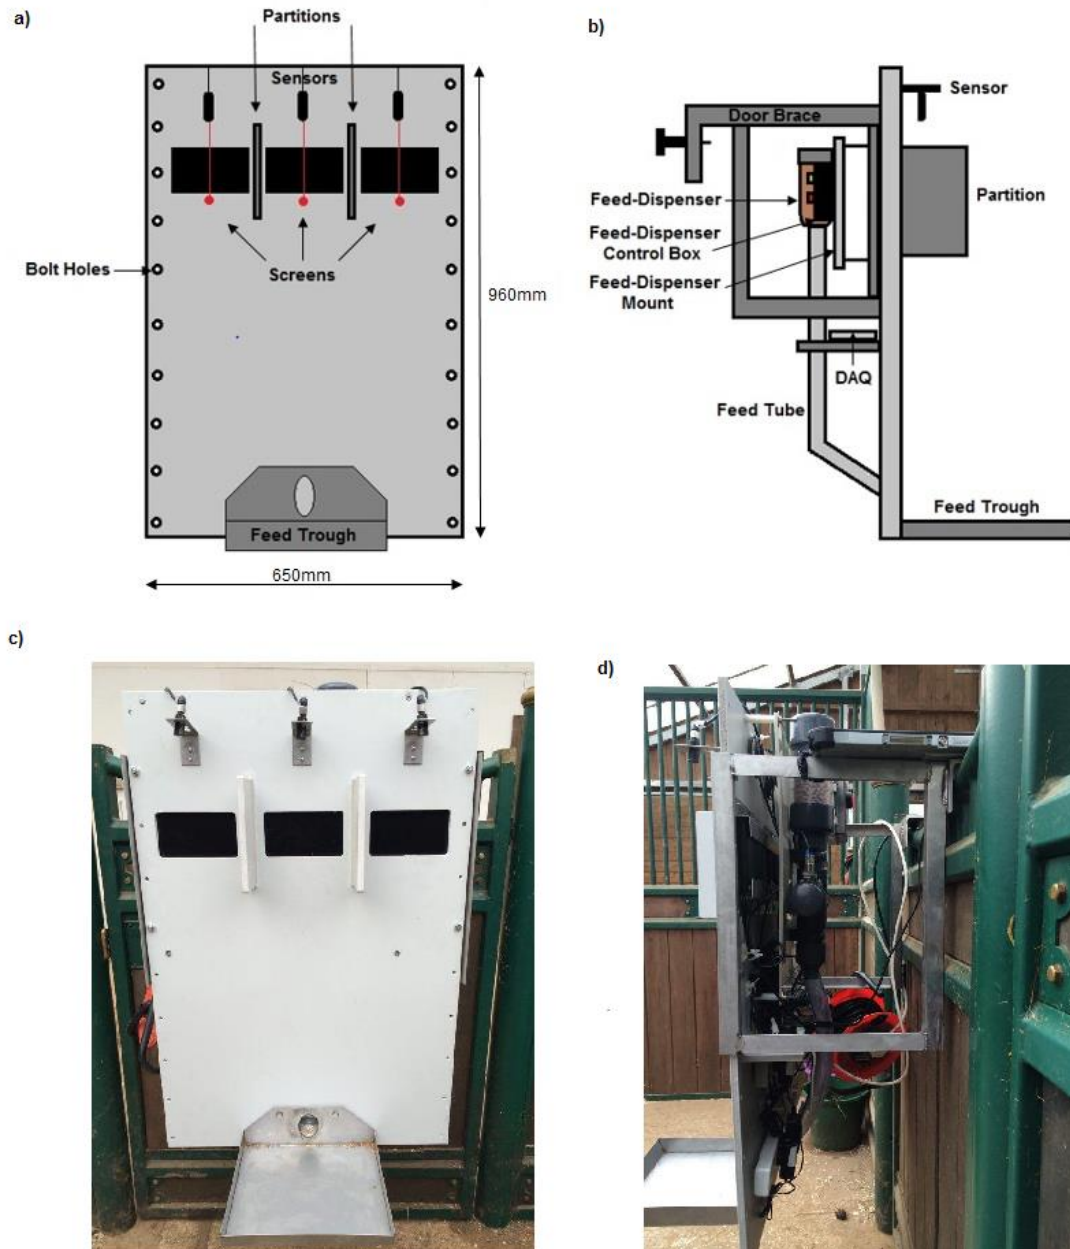 a)
Partitions
Sensors
Bolt Holes
Screens
960mm
Feed Trough
650mm
b)
Sensor
Door Brace
Feed-Dispenser
Partition
Feed-Dispenser
Control Box
Feed-Dispenser
Mount
DAQ
Feed Tube
Feed Trough
c)
d)